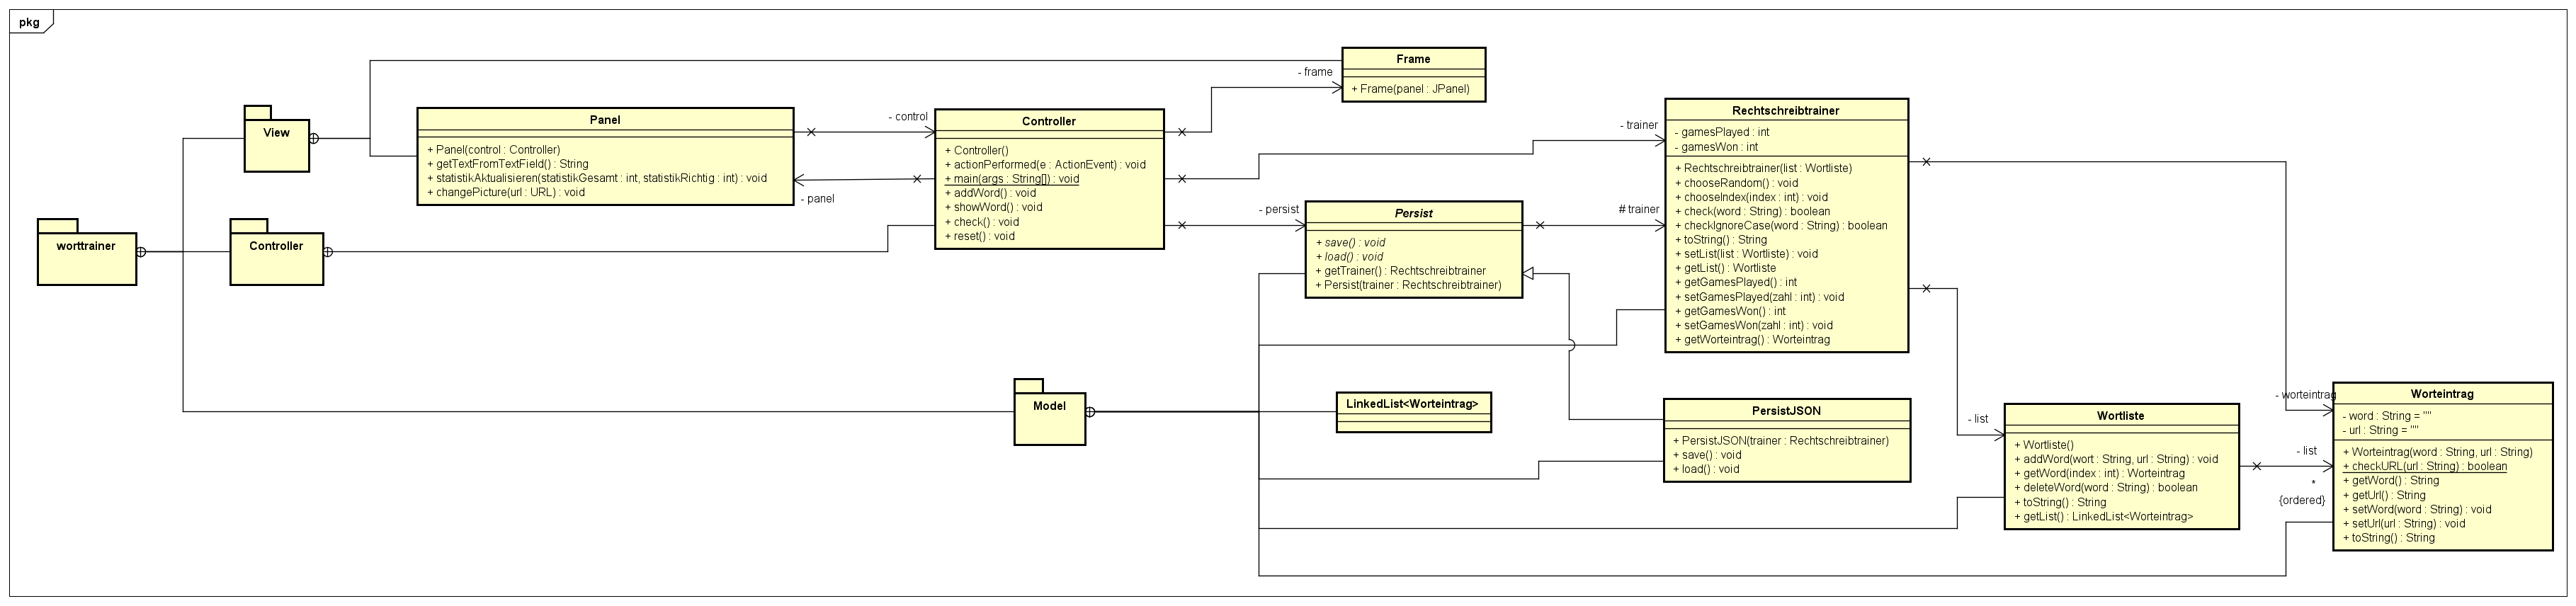 pkg
Frame
+ Frame(panel : JPanel)
- frame
View
Panel
+ Panel(control : Controller)
+ getTextFromTextField() : String
+ statistikAktualisieren(statistikGesamt : int, statistikRichtig : int) : void
+ changePicture(url : URL) : void
- control
- panel
Controller
+ Controller()
+ actionPerformed(e : ActionEvent) : void
+ main(args : String[]) : void
+ addWord() : void
+ showWord() : void
+ check() : void
+ reset() : void
- trainer
Rechtschreibtrainer
- gamesPlayed : int
- gamesWon : int
+ Rechtschreibtrainer(list : Wortliste)
+ chooseRandom() : void
+ chooseIndex(index : int) : void
+ check(word : String) : boolean
+ checkIgnoreCase(word : String) : boolean
+ toString() : String
+ setList(list : Wortliste) : void
+ getList() : Wortliste
+ getGamesPlayed() : int
+ setGamesPlayed(zahl : int) : void
+ getGamesWon() : int
+ setGamesWon(zahl : int) : void
+ getWorteintrag() : Worteintrag
- persist
Persist
+ save() : void
+ load() : void
+ getTrainer() : Rechtschreibtrainer
+ Persist(trainer : Rechtschreibtrainer)
# trainer
worttrainer
Controller
Model
LinkedList<Worteintrag>
PersistJSON
+ PersistJSON(trainer : Rechtschreibtrainer)
+ save() : void
+ load() : void
- list
Wortliste
+ Wortliste()
+ addWord(wort : String, url : String) : void
+ getWord(index : int) : Worteintrag
+ deleteWord(word : String) : boolean
+ toString() : String
+ getList() : LinkedList<Worteintrag>
- worteintrag
- list
*
{ordered}
Worteintrag
- word : String = ""
- url : String = ""
+ Worteintrag(word : String, url : String)
+ checkURL(url : String) : boolean
+ getWord() : String
+ getUrl() : String
+ setWord(word : String) : void
+ setUrl(url : String) : void
+ toString() : String